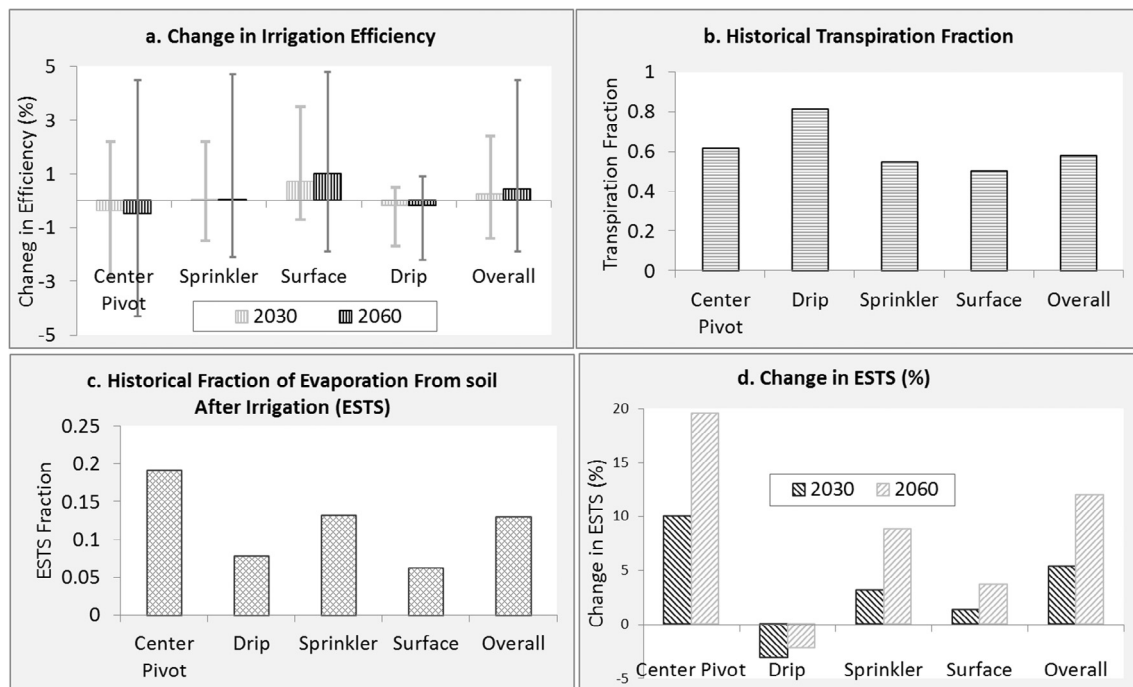 a. Change in Irrigation Efficiency
Chaneg in Efficiency (%)
5
3
1
-1
-3
-5
Center Pivot
Sprinkler
Surface
Drip
Overall
2030
2060
b. Historical Transpiration Fraction
Transpiration Fraction
1
0.8
0.6
0.4
0.2
0
Center Pivot
Drip
Sprinkler
Surface
Overall
c. Historical Fraction of Evaporation From soil
After Irrigation (ESTS)
ESTS Fraction
0.25
0.2
0.15
0.1
0.05
0
Center Pivot
Drip
Sprinkler
Surface
Overall
d. Change in ESTS (%)
Change in ESTS (%)
20
15
10
5
0
-5
2030
2060
Center Pivot
Drip
Sprinkler
Surface
Overall